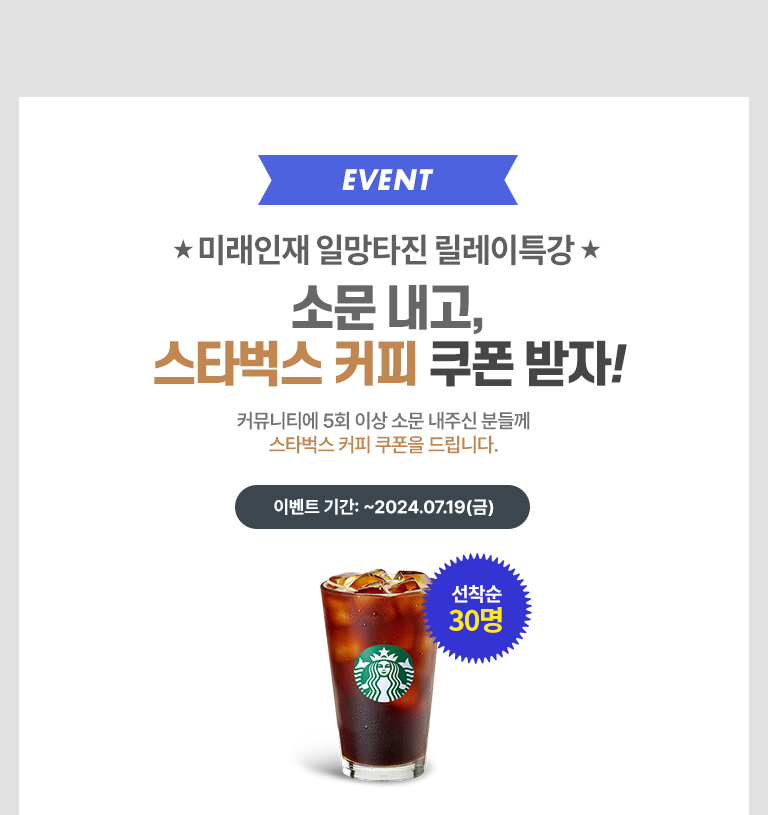 EVENT
★ 미래인재 일망타진 릴레이특강 ★
소문 내고,
스타벅스 커피 쿠폰 받자!
커뮤니티에 5회 이상 소문 내주신 분들께
스타벅스 커피 쿠폰을 드립니다.
이벤트 기간: ~2024.07.19(금)
선착순
30명